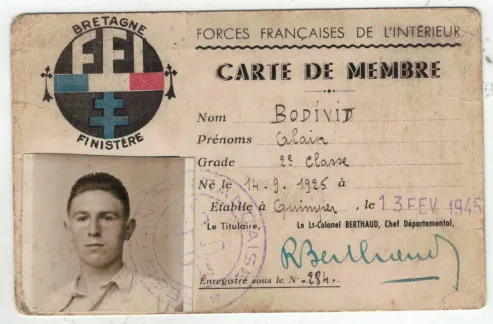 BRETAGNE
FFI
FINISTÈRE
FORCES FRANÇAISES DE L'INTÉRIEUR
CARTE DE MEMBRE
Nom BODIVIT
Prénoms Alain
Grade 2e Classe
Né le 14.9.1925 à
Etablie à Quimper, le 13 FEV 1945
Le Titulaire, Le Lt-Colonel BERTHAUD, Chef Départemental,
RBerthaud
Enregistré sous le N° 284.